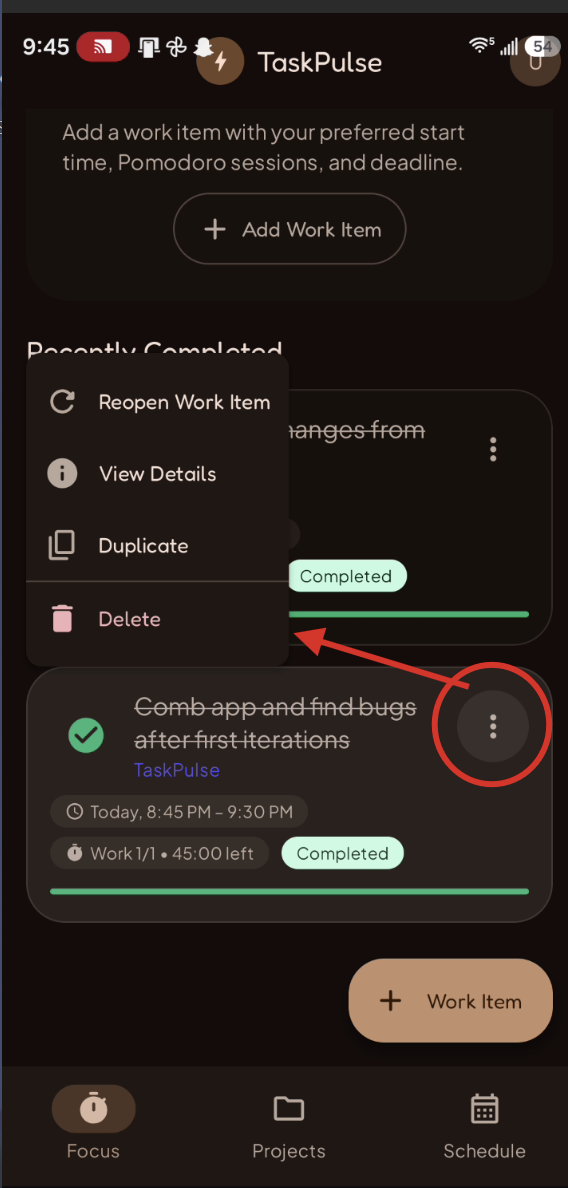 9:45
5
54
TaskPulse
Add a work item with your preferred start
time, Pomodoro sessions, and deadline.
+ Add Work Item
Recently Completed
Reopen Work Item
View Details
Duplicate
Delete
hanges from
Completed
Comb app and find bugs
after first iterations
TaskPulse
Today, 8:45 PM – 9:30 PM
Work 1/1 • 45:00 left
Completed
+ Work Item
Focus
Projects
Schedule